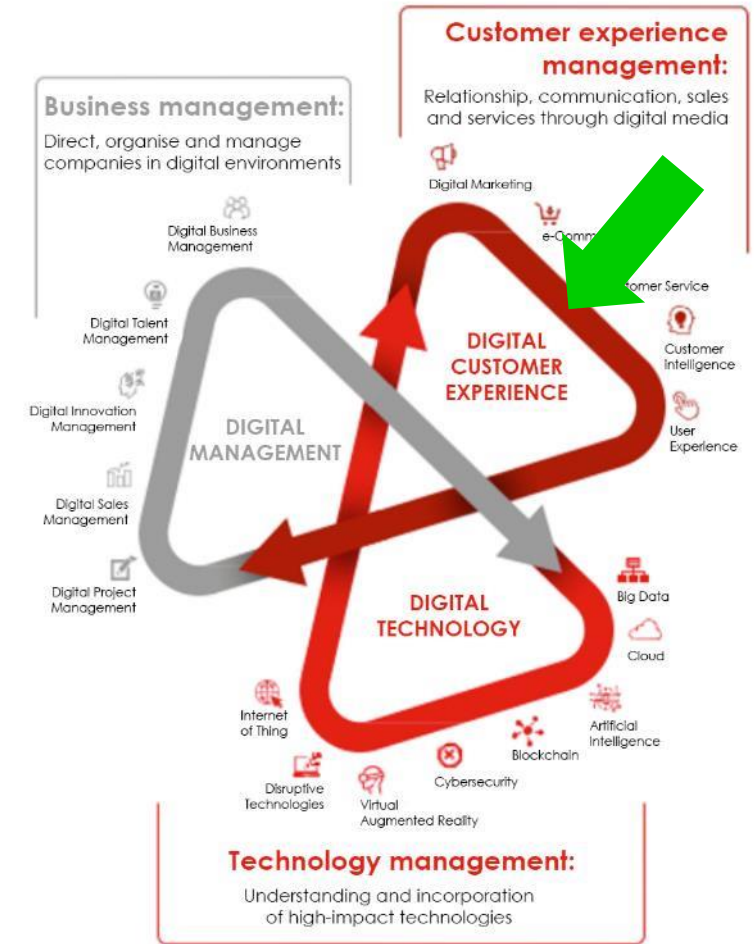 Customer experience
management:
Relationship, communication, sales
and services through digital media
Business management:
Direct, organise and manage
companies in digital environments
Digital Marketing
Digital Business
Management
Service
Digital Talent
Management
Customer
Intelligence
DIGITAL
CUSTOMER
EXPERIENCE
Digital Innovation
Management
User
Experience
DIGITAL
MANAGEMENT
Digital Sales
Management
Digital Project
Management
Big Data
DIGITAL
TECHNOLOGY
Cloud
Internet
of Thing
Artificial
Intelligence
Blockchain
Cybersecurity
Disruptive
Technologies
Virtual
Augmented Reality
Technology management:
Understanding and incorporation
of high-impact technologies